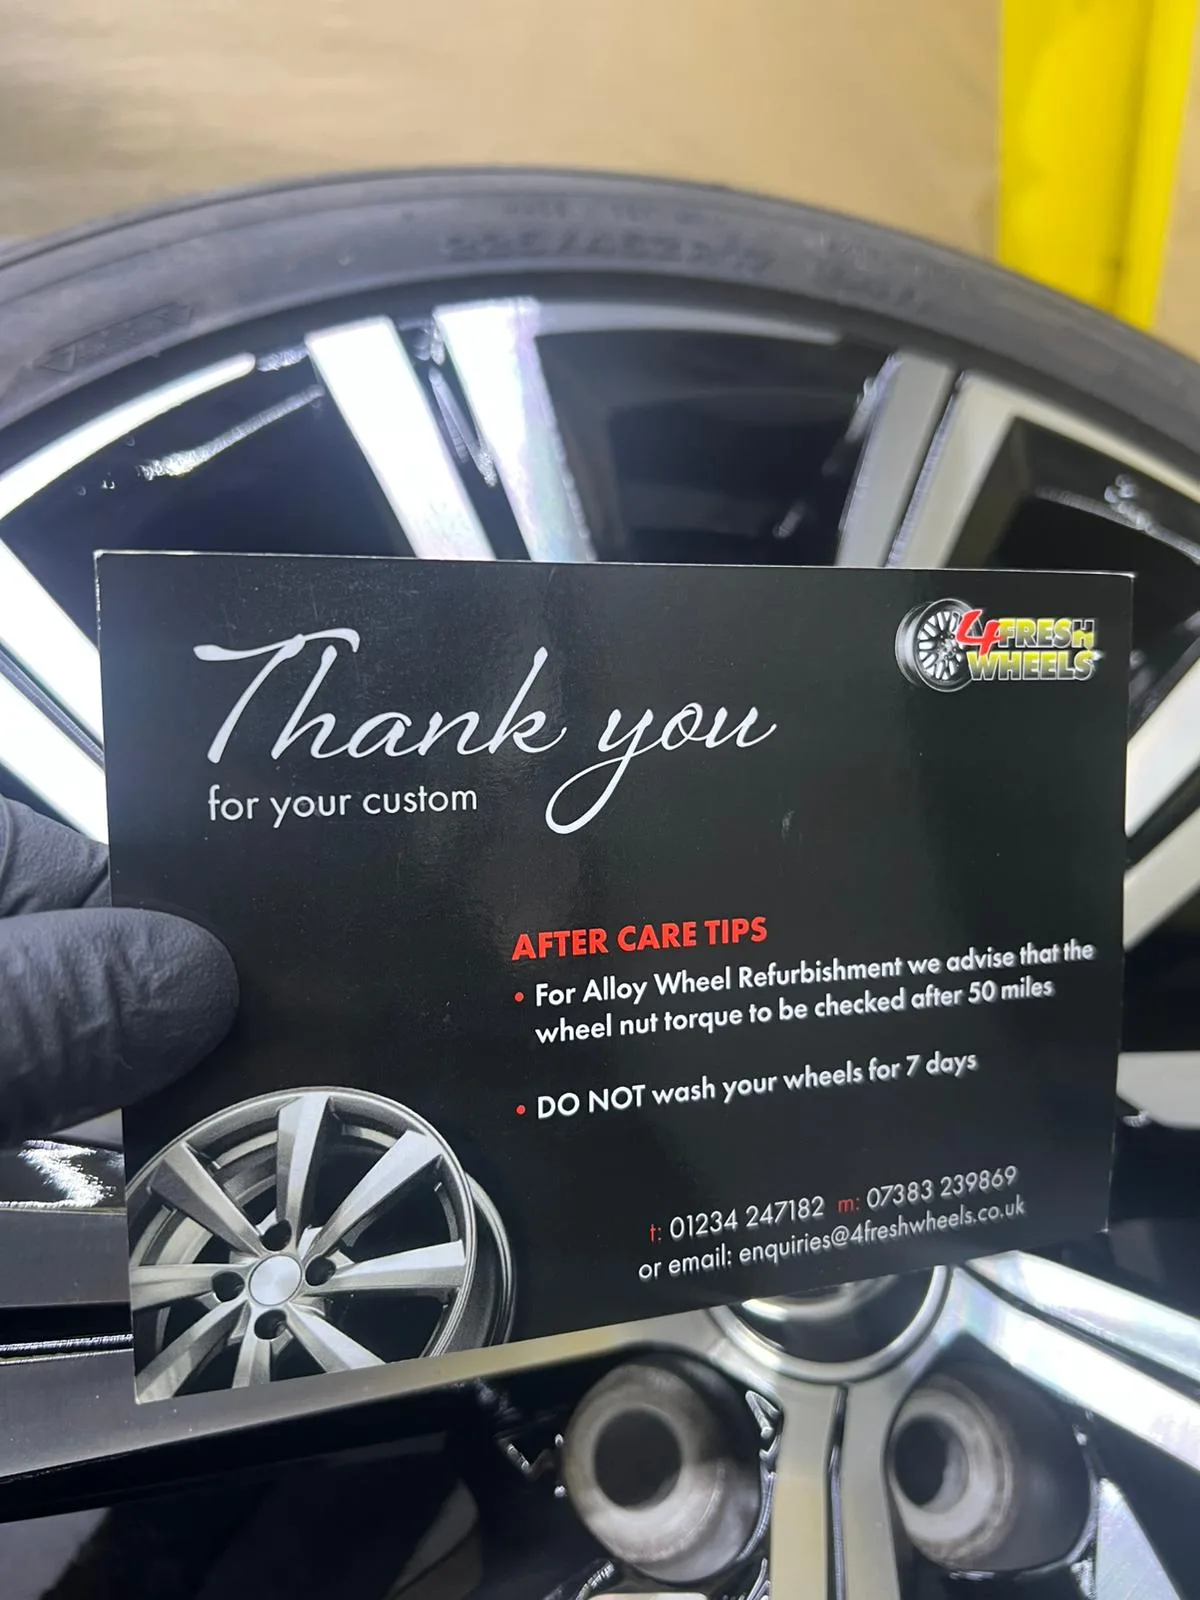 4FRESH
WHEELS
Thank you
for your custom
AFTER CARE TIPS
• For Alloy Wheel Refurbishment we advise that the
wheel nut torque to be checked after 50 miles
• DO NOT wash your wheels for 7 days
t: 01234 247182 m: 07383 239869
or email: enquiries@4freshwheels.co.uk